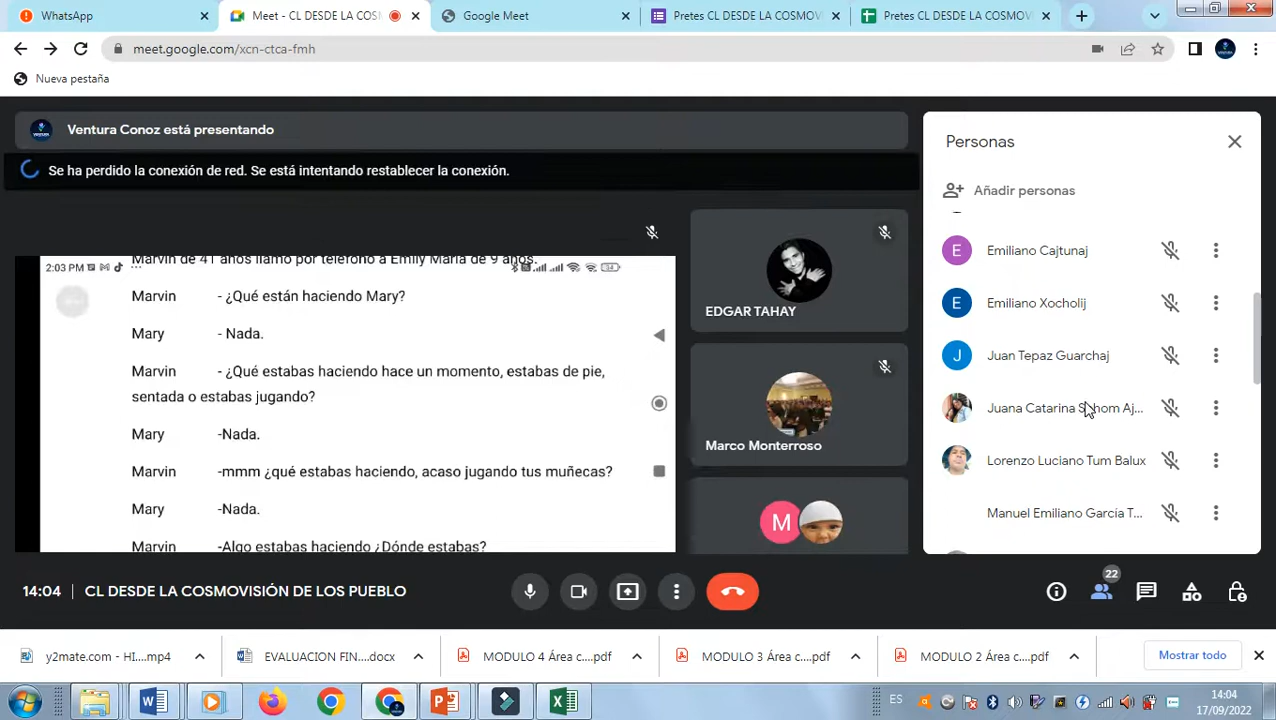 WhatsApp
Meet - CL DESDE LA COS
Google Meet
Pretes CL DESDE LA COSMOVI
Pretes CL DESDE LA COSMOVI
meet.google.com/xcn-ctca-fmh
Nueva pestaña
Ventura Conoz está presentando
Se ha perdido la conexión de red. Se está intentando restablecer la conexión.
Marvin de 41 años llamó por teléfono a Emily María de 9 años.
2:03 PM
Marvin - ¿Qué están haciendo Mary?
Mary - Nada.
Marvin - ¿Qué estabas haciendo hace un momento, estabas de pie,
sentada o estabas jugando?
Mary -Nada.
Marvin -mmm ¿qué estabas haciendo, acaso jugando tus muñecas?
Mary -Nada.
Marvin -Algo estabas haciendo ¿Dónde estabas?
EDGAR TAHAY
Marco Monterroso
M
Personas
Añadir personas
E Emiliano Cajtunaj
E Emiliano Xocholij
J Juan Tepaz Guarchaj
Juana Catarina Aj...
Lorenzo Luciano Tum Balux
Manuel Emiliano García T...
14:04 | CL DESDE LA COSMOVISIÓN DE LOS PUEBLO
22
y2mate.com - HI....mp4
EVALUACION FIN....docx
MODULO 4 Área c....pdf
MODULO 3 Área c....pdf
MODULO 2 Área c....pdf
Mostrar todo
ES
14:04
17/09/2022